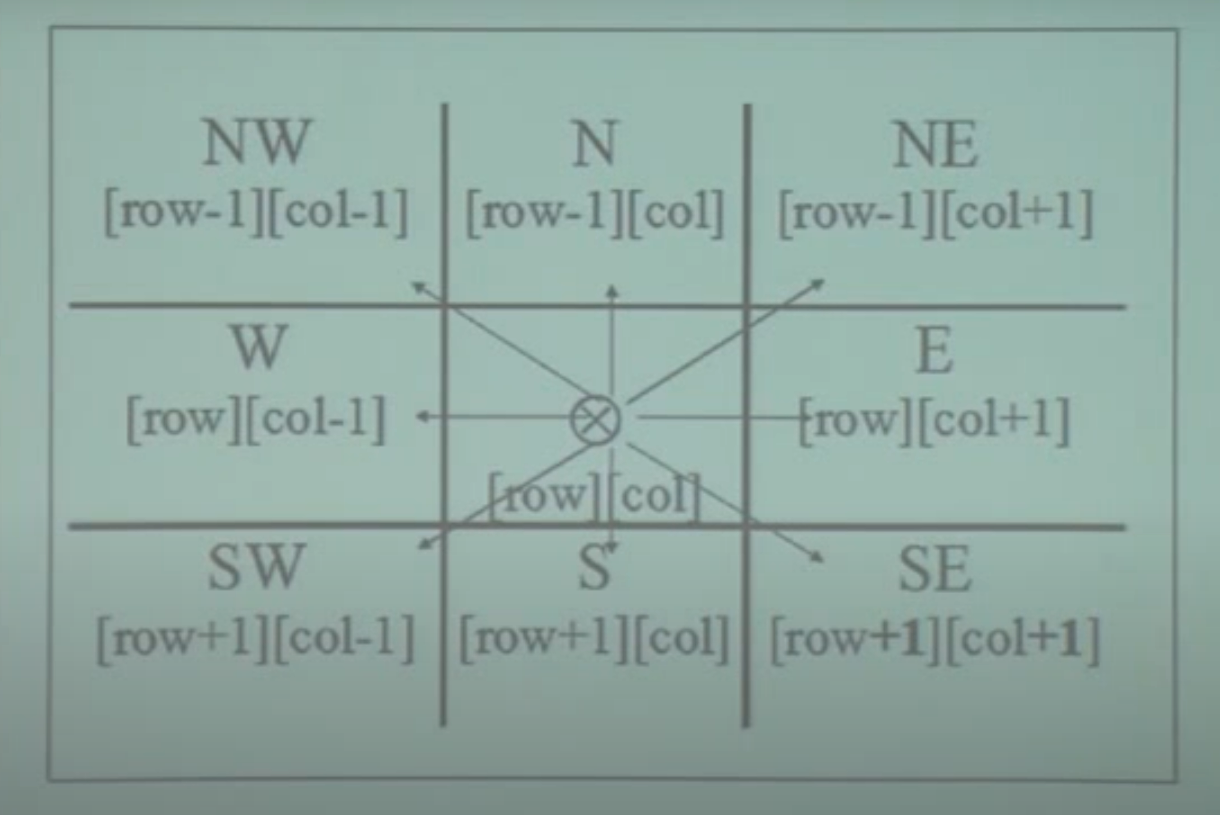 NW N NE
[row-1][col-1] [row-1][col] [row-1][col+1]
W E
[row][col-1] [row][col+1]
[row][col]
SW S SE
[row+1][col-1] [row+1][col] [row+1][col+1]